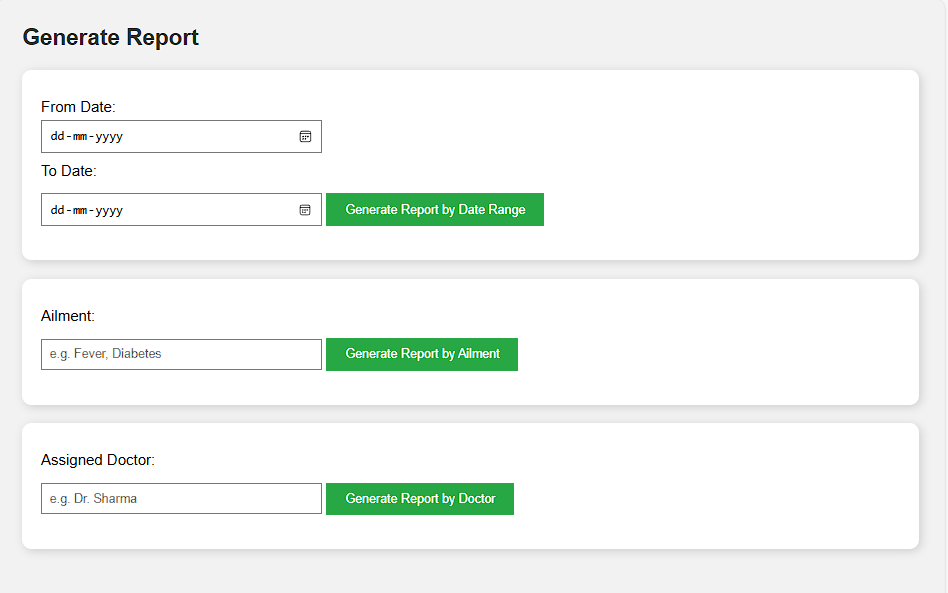 Generate Report
From Date:
dd-mm-yyyy
To Date:
dd-mm-yyyy Generate Report by Date Range
Ailment:
e.g. Fever, Diabetes Generate Report by Ailment
Assigned Doctor:
e.g. Dr. Sharma Generate Report by Doctor